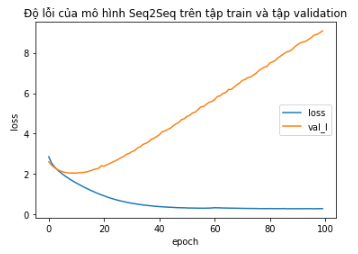 Độ lỗi của mô hình Seq2Seq trên tập train và tập validation
8
6
4
2
0
loss
loss
val_l
0
20
40
60
80
100
epoch